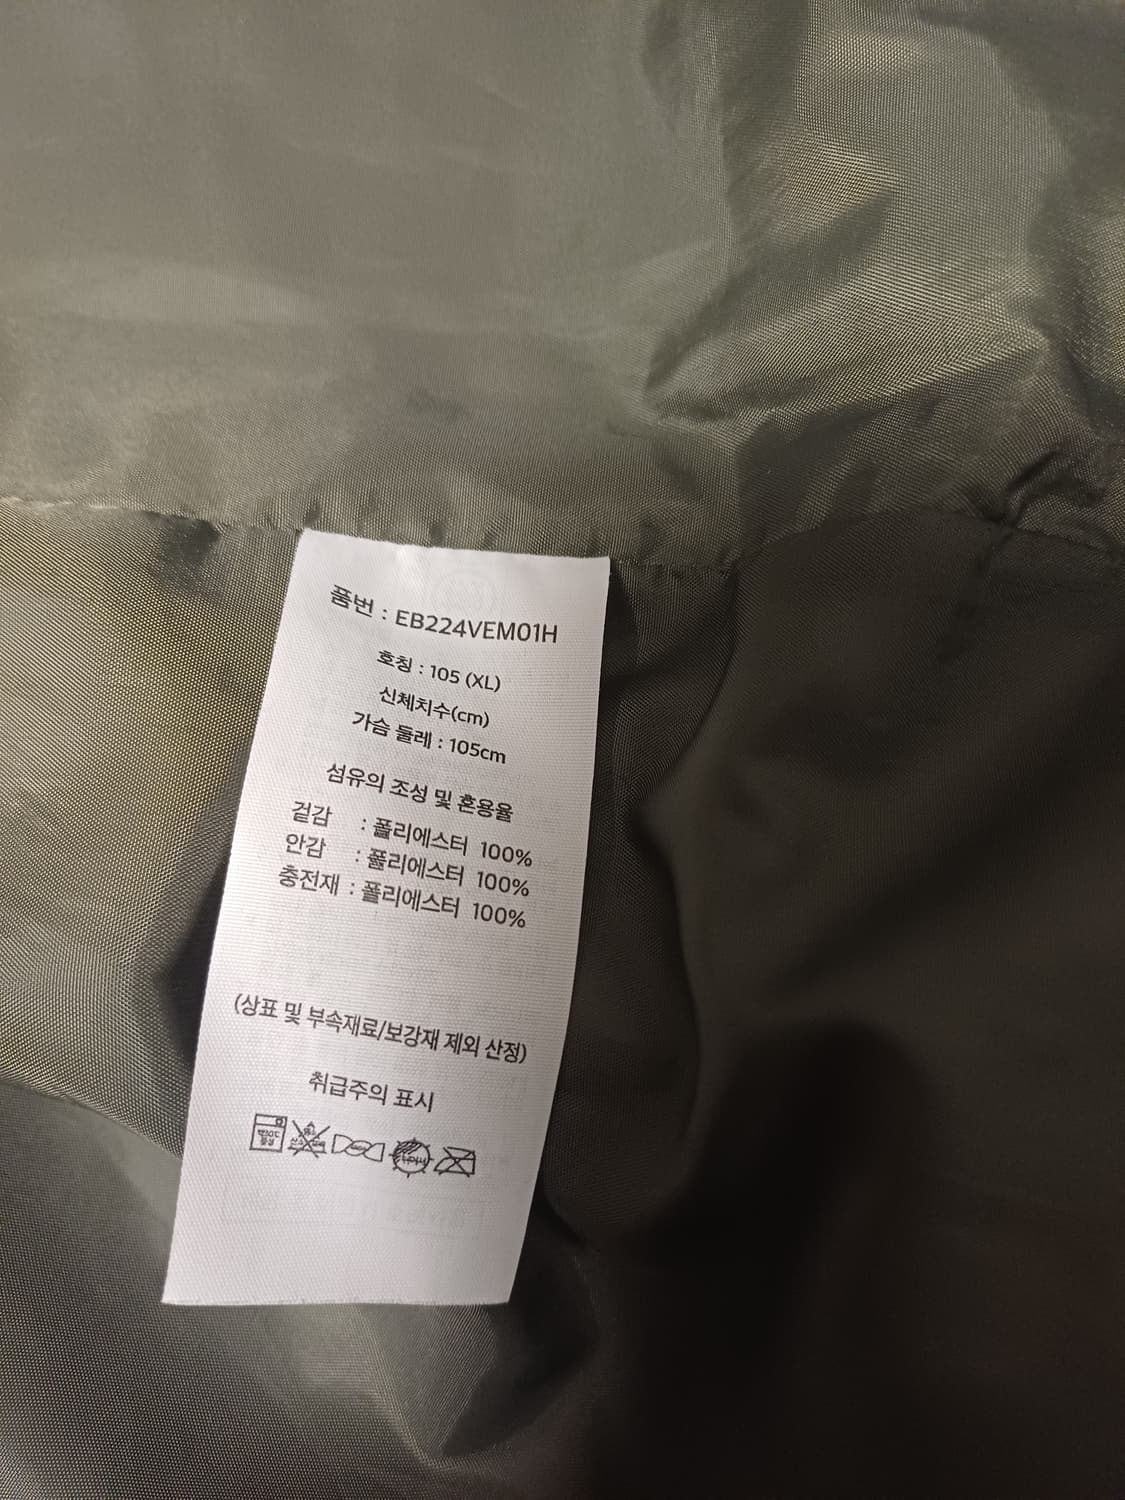 품번 : EB224VEM01H
호칭 : 105 (XL)
신체치수(cm)
가슴 둘레 : 105cm
섬유의 조성 및 혼용율
겉감 : 폴리에스터 100%
안감 : 폴리에스터 100%
충전재 : 폴리에스터 100%
(상표 및 부속재료/보강재 제외 산정)
취급주의 표시